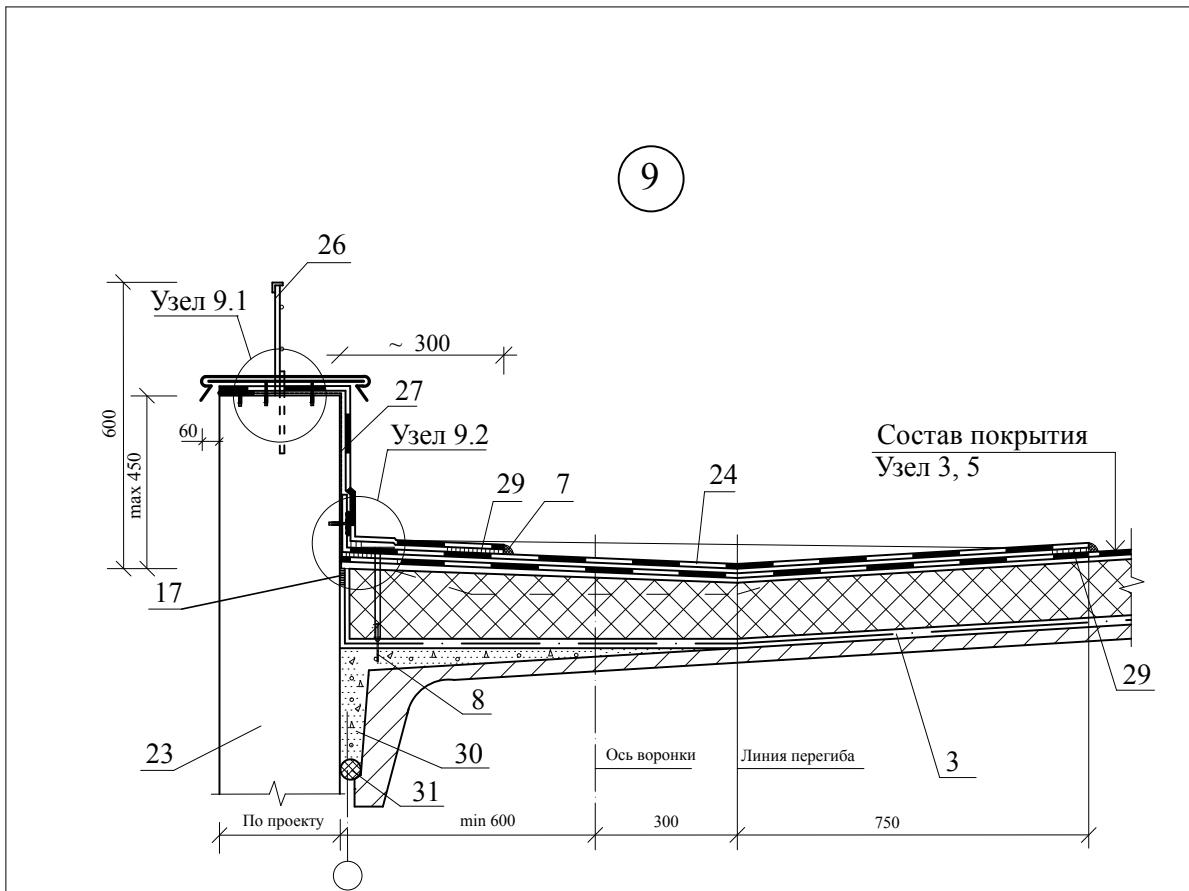 9
26
Узел 9.1
~ 300
27
600
60
Узел 9.2
max 450
Состав покрытия
Узел 3, 5
29
7
24
17
8
29
23
30
Ось воронки
Линия перегиба
3
31
По проекту
min 600
300
750